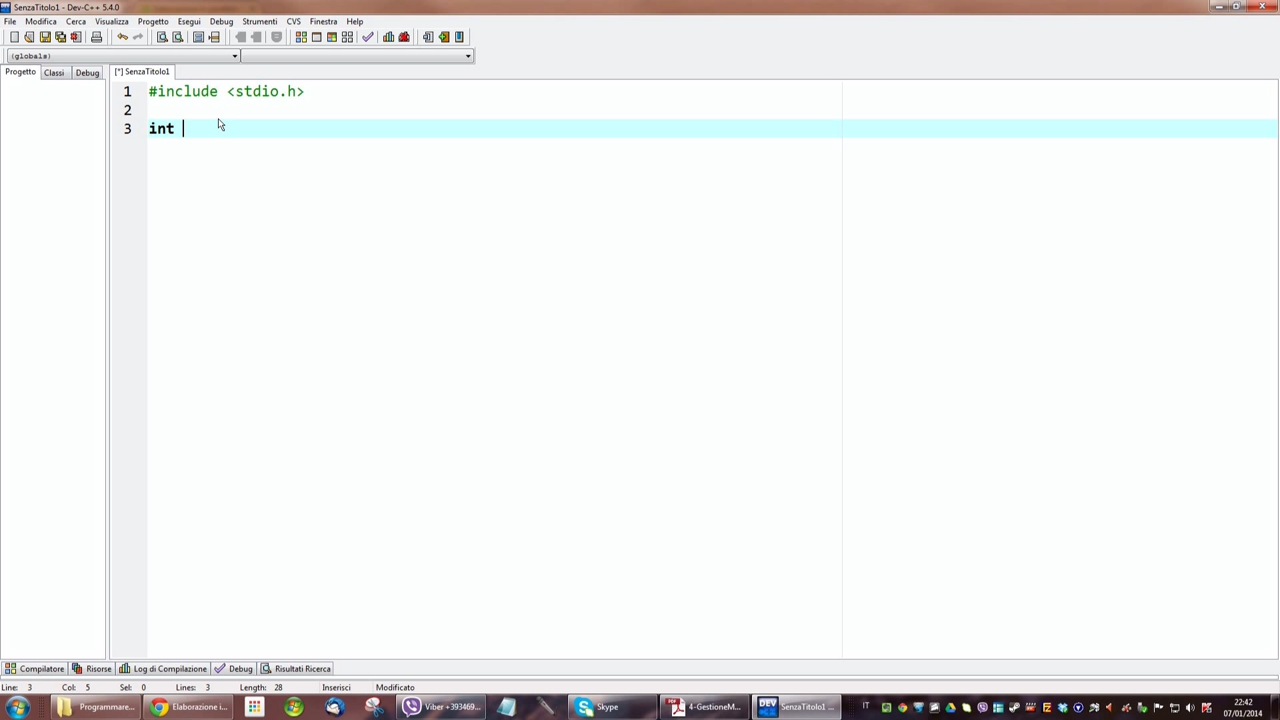 SenzaTitolo1 - Dev-C++ 5.4.0
File Modifica Cerca Visualizza Progetto Esegui Debug Strumenti CVS Finestra Help
(globals)
Progetto Classi Debug [*] SenzaTitolo1
1 #include <stdio.h>
2
3 int
Compilatore Risorse Log di Compilazione Debug Risultati Ricerca
Line: 3 Col: 5 Sel: 0 Lines: 3 Length: 28 Inserisci Modificato
Programmare... Elaborazione i... Viber +393469... Skype 4-GestioneM... DEV SenzaTitolo1 ... IT 22:42
07/01/2014